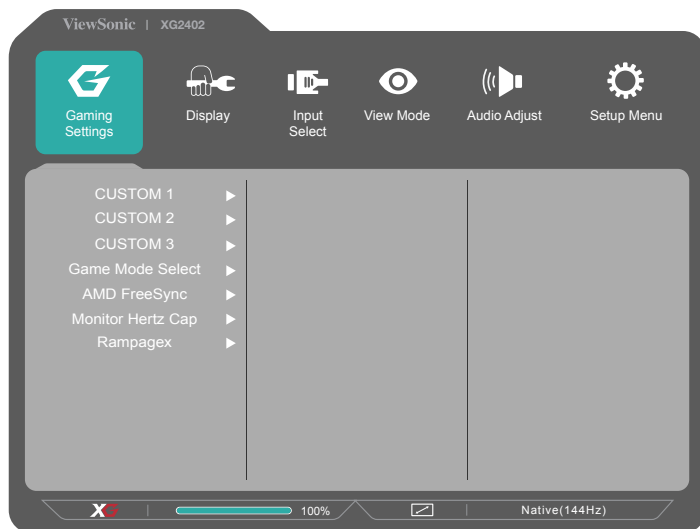 ViewSonic | XG2402
Gaming
Settings
Display
Input
Select
View Mode
Audio Adjust
Setup Menu
CUSTOM 1
CUSTOM 2
CUSTOM 3
Game Mode Select
AMD FreeSync
Monitor Hertz Cap
Rampagex
XG
100%
Native(144Hz)